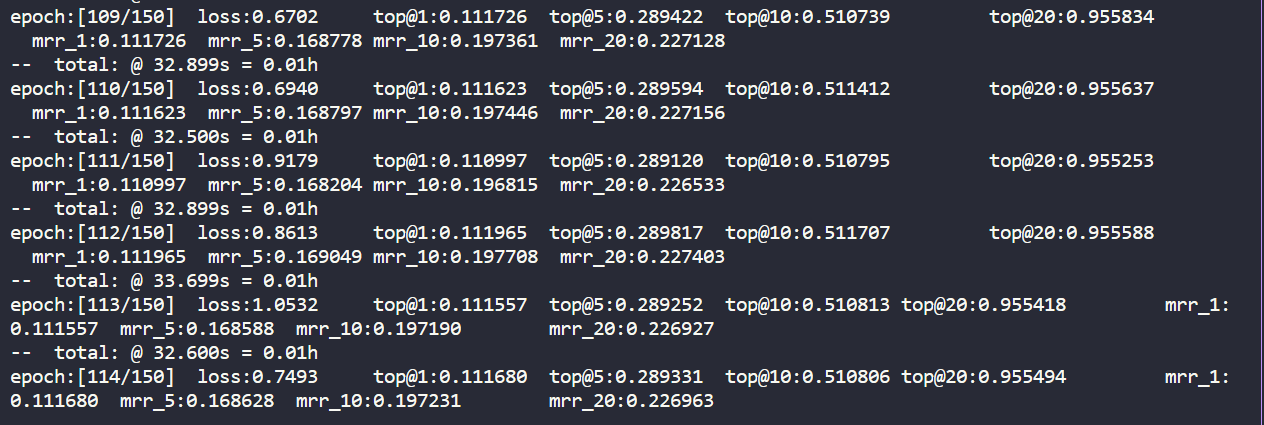 epoch:[109/150]  loss:0.6702     top@1:0.111726  top@5:0.289422  top@10:0.510739            top@20:0.955834
  mrr_1:0.111726  mrr_5:0.168778 mrr_10:0.197361  mrr_20:0.227128
--  total: @ 32.899s = 0.01h
epoch:[110/150]  loss:0.6940     top@1:0.111623  top@5:0.289594  top@10:0.511412            top@20:0.955637
  mrr_1:0.111623  mrr_5:0.168797 mrr_10:0.197446  mrr_20:0.227156
--  total: @ 32.500s = 0.01h
epoch:[111/150]  loss:0.9179     top@1:0.110997  top@5:0.289120  top@10:0.510795            top@20:0.955253
  mrr_1:0.110997  mrr_5:0.168204 mrr_10:0.196815  mrr_20:0.226533
--  total: @ 32.899s = 0.01h
epoch:[112/150]  loss:0.8613     top@1:0.111965  top@5:0.289817  top@10:0.511707            top@20:0.955588
  mrr_1:0.111965  mrr_5:0.169049 mrr_10:0.197708  mrr_20:0.227403
--  total: @ 33.699s = 0.01h
epoch:[113/150]  loss:1.0532     top@1:0.111557  top@5:0.289252  top@10:0.510813 top@20:0.955418         mrr_1:
0.111557  mrr_5:0.168588  mrr_10:0.197190        mrr_20:0.226927
--  total: @ 32.600s = 0.01h
epoch:[114/150]  loss:0.7493     top@1:0.111680  top@5:0.289331  top@10:0.510806 top@20:0.955494         mrr_1:
0.111680  mrr_5:0.168628  mrr_10:0.197231        mrr_20:0.226963